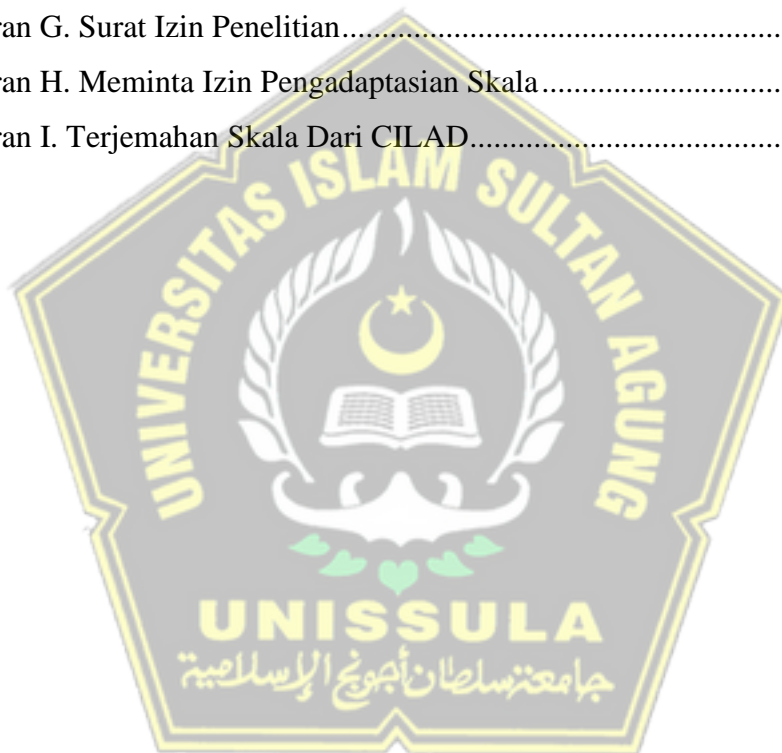 ran G. Surat Izin Penelitian
ran H. Meminta Izin Pengadaptasian Skala
ran I. Terjemahan Skala Dari CILAD
UNIVERSITAS ISLAM SULTAN AGUNG
UNISSULA
جامعة سلطان أجونج الإسلامية